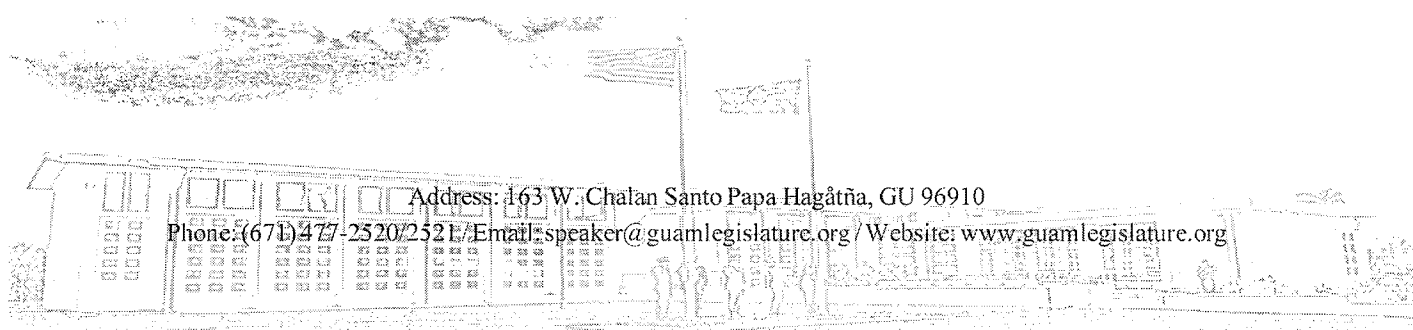 Address: 163 W. Chalan Santo Papa Hagåtña, GU 96910
Phone: (671) 477-2520/2521 / Email: speaker@guamlegislature.org / Website: www.guamlegislature.org